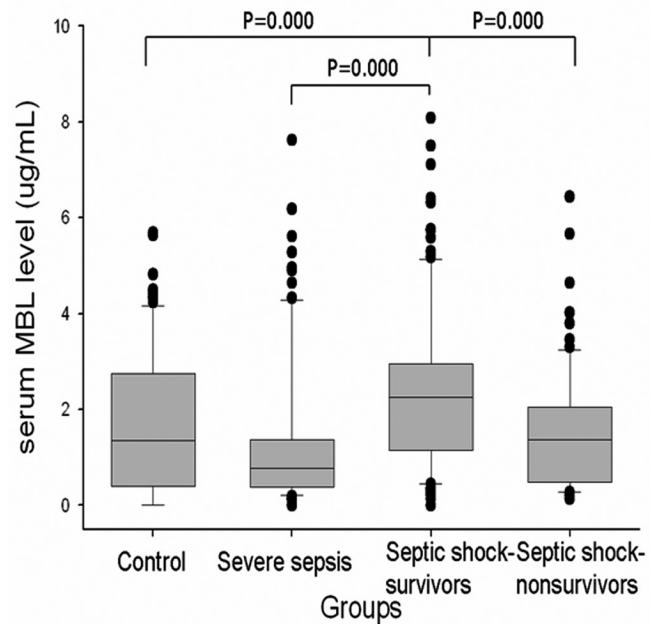 10
P=0.000 P=0.000
P=0.000
8
6
4
2
0
serum MBL level (ug/mL)
Control
Severe sepsis
Septic shock-
survivors
Septic shock-
nonsurvivors
Groups